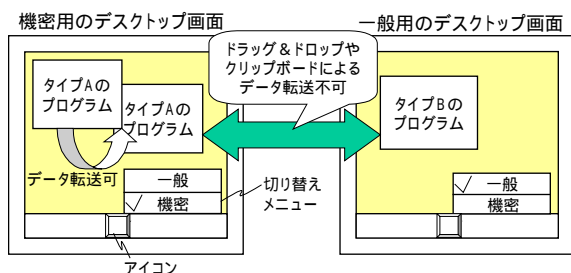 機密用のデスクトップ画面
一般用のデスクトップ画面
ドラッグ＆ドロップや
クリップボードによる
データ転送不可
タイプAの
プログラム
タイプAの
プログラム
データ転送可
一般
✓ 機密
切り替え
メニュー
アイコン
タイプBの
プログラム
✓ 一般
機密